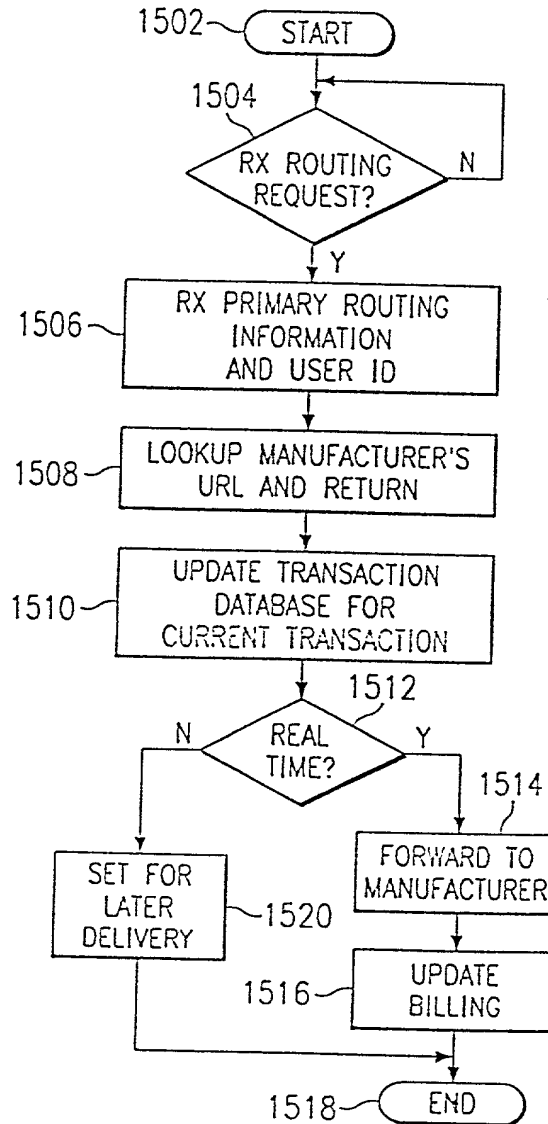 1502
START
1504
RX ROUTING
REQUEST?
N
Y
1506
RX PRIMARY ROUTING
INFORMATION
AND USER ID
1508
LOOKUP MANUFACTURER'S
URL AND RETURN
1510
UPDATE TRANSACTION
DATABASE FOR
CURRENT TRANSACTION
1512
N
REAL
TIME?
Y
1514
FORWARD TO
MANUFACTURER
SET FOR
LATER
DELIVERY
1520
1516
UPDATE
BILLING
1518
END